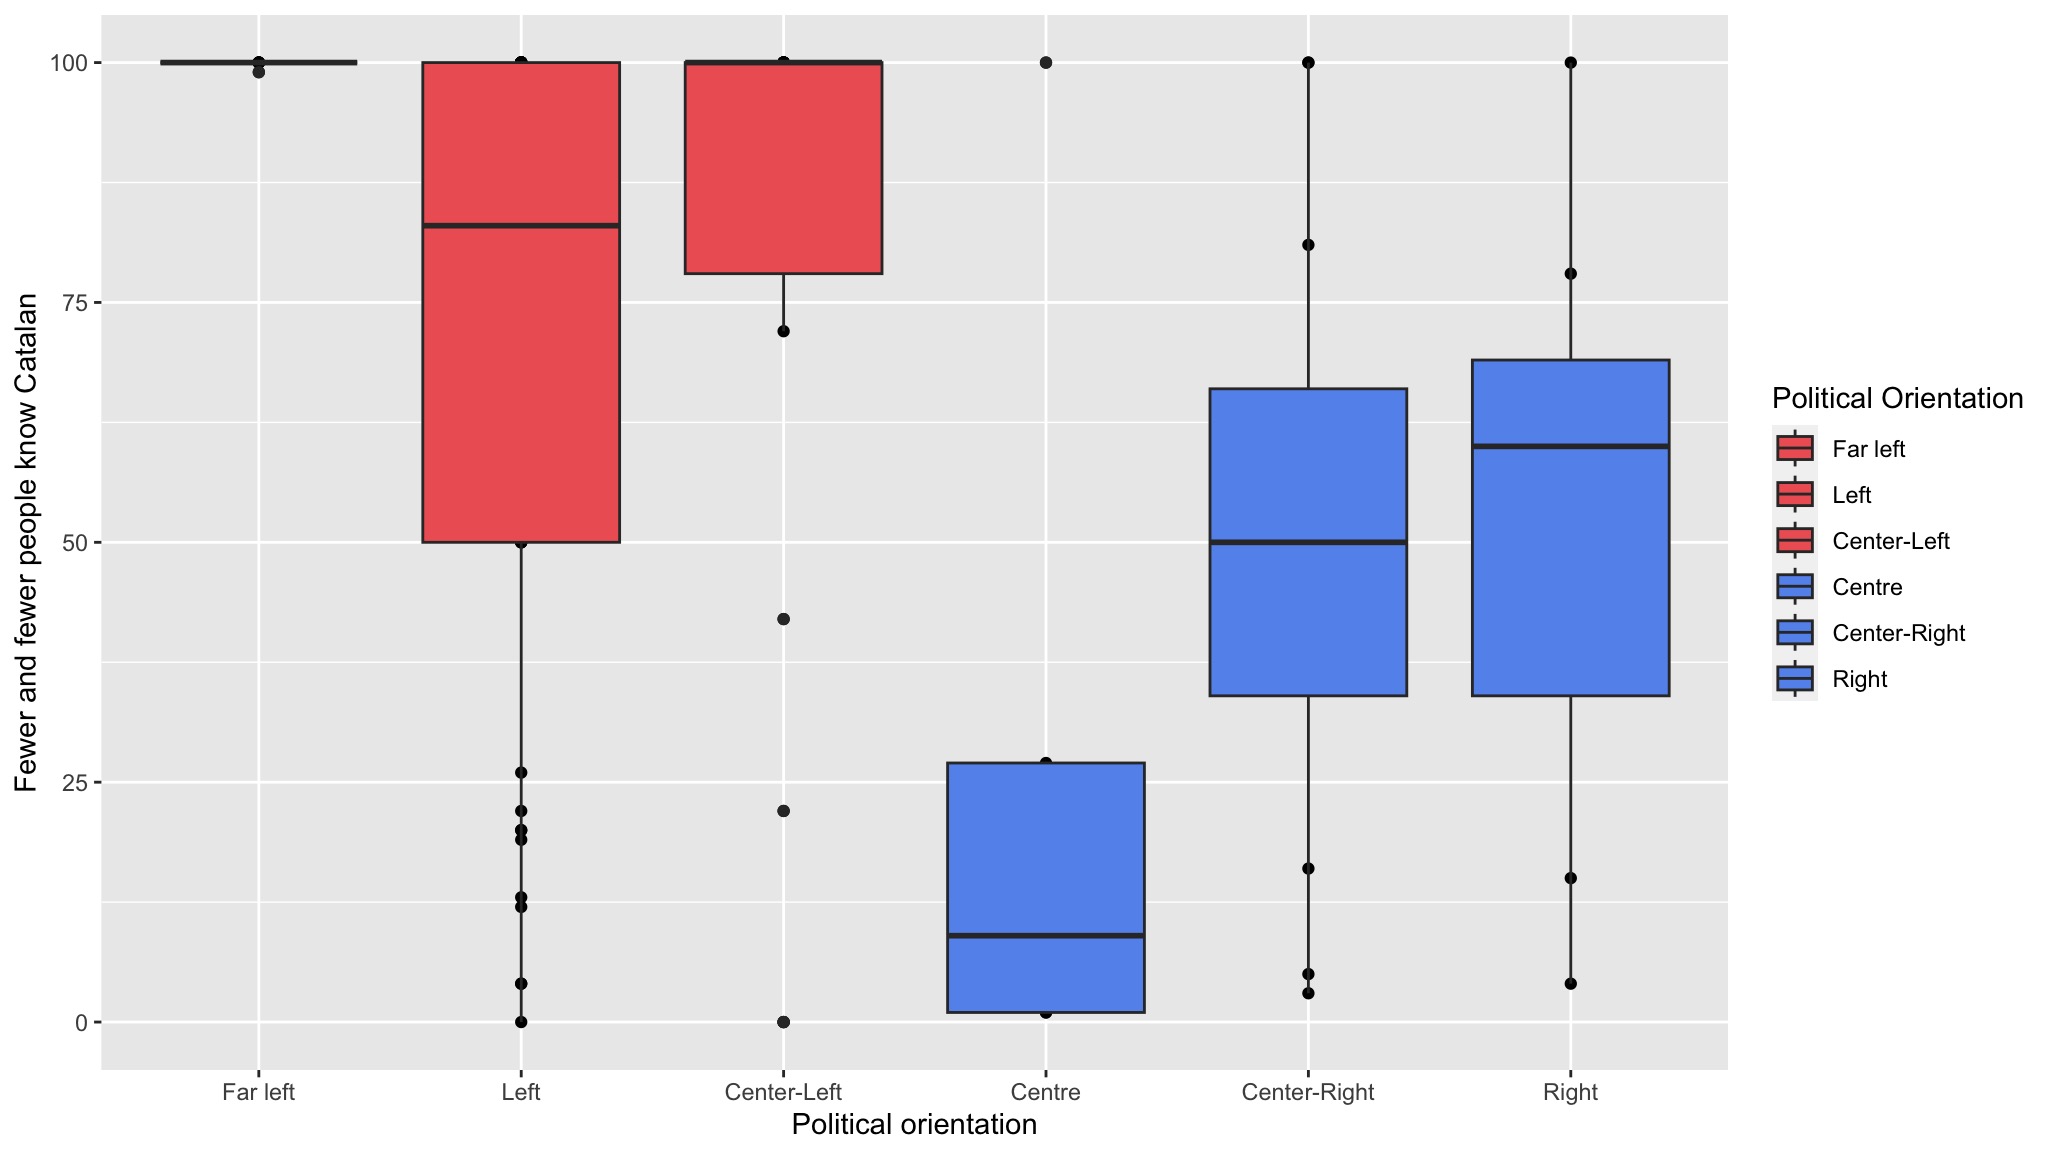 Fewer and fewer people know Catalan
100
75
50
25
0
Far left
Left
Center-Left
Centre
Center-Right
Right
Political orientation
Political Orientation
Far left
Left
Center-Left
Centre
Center-Right
Right